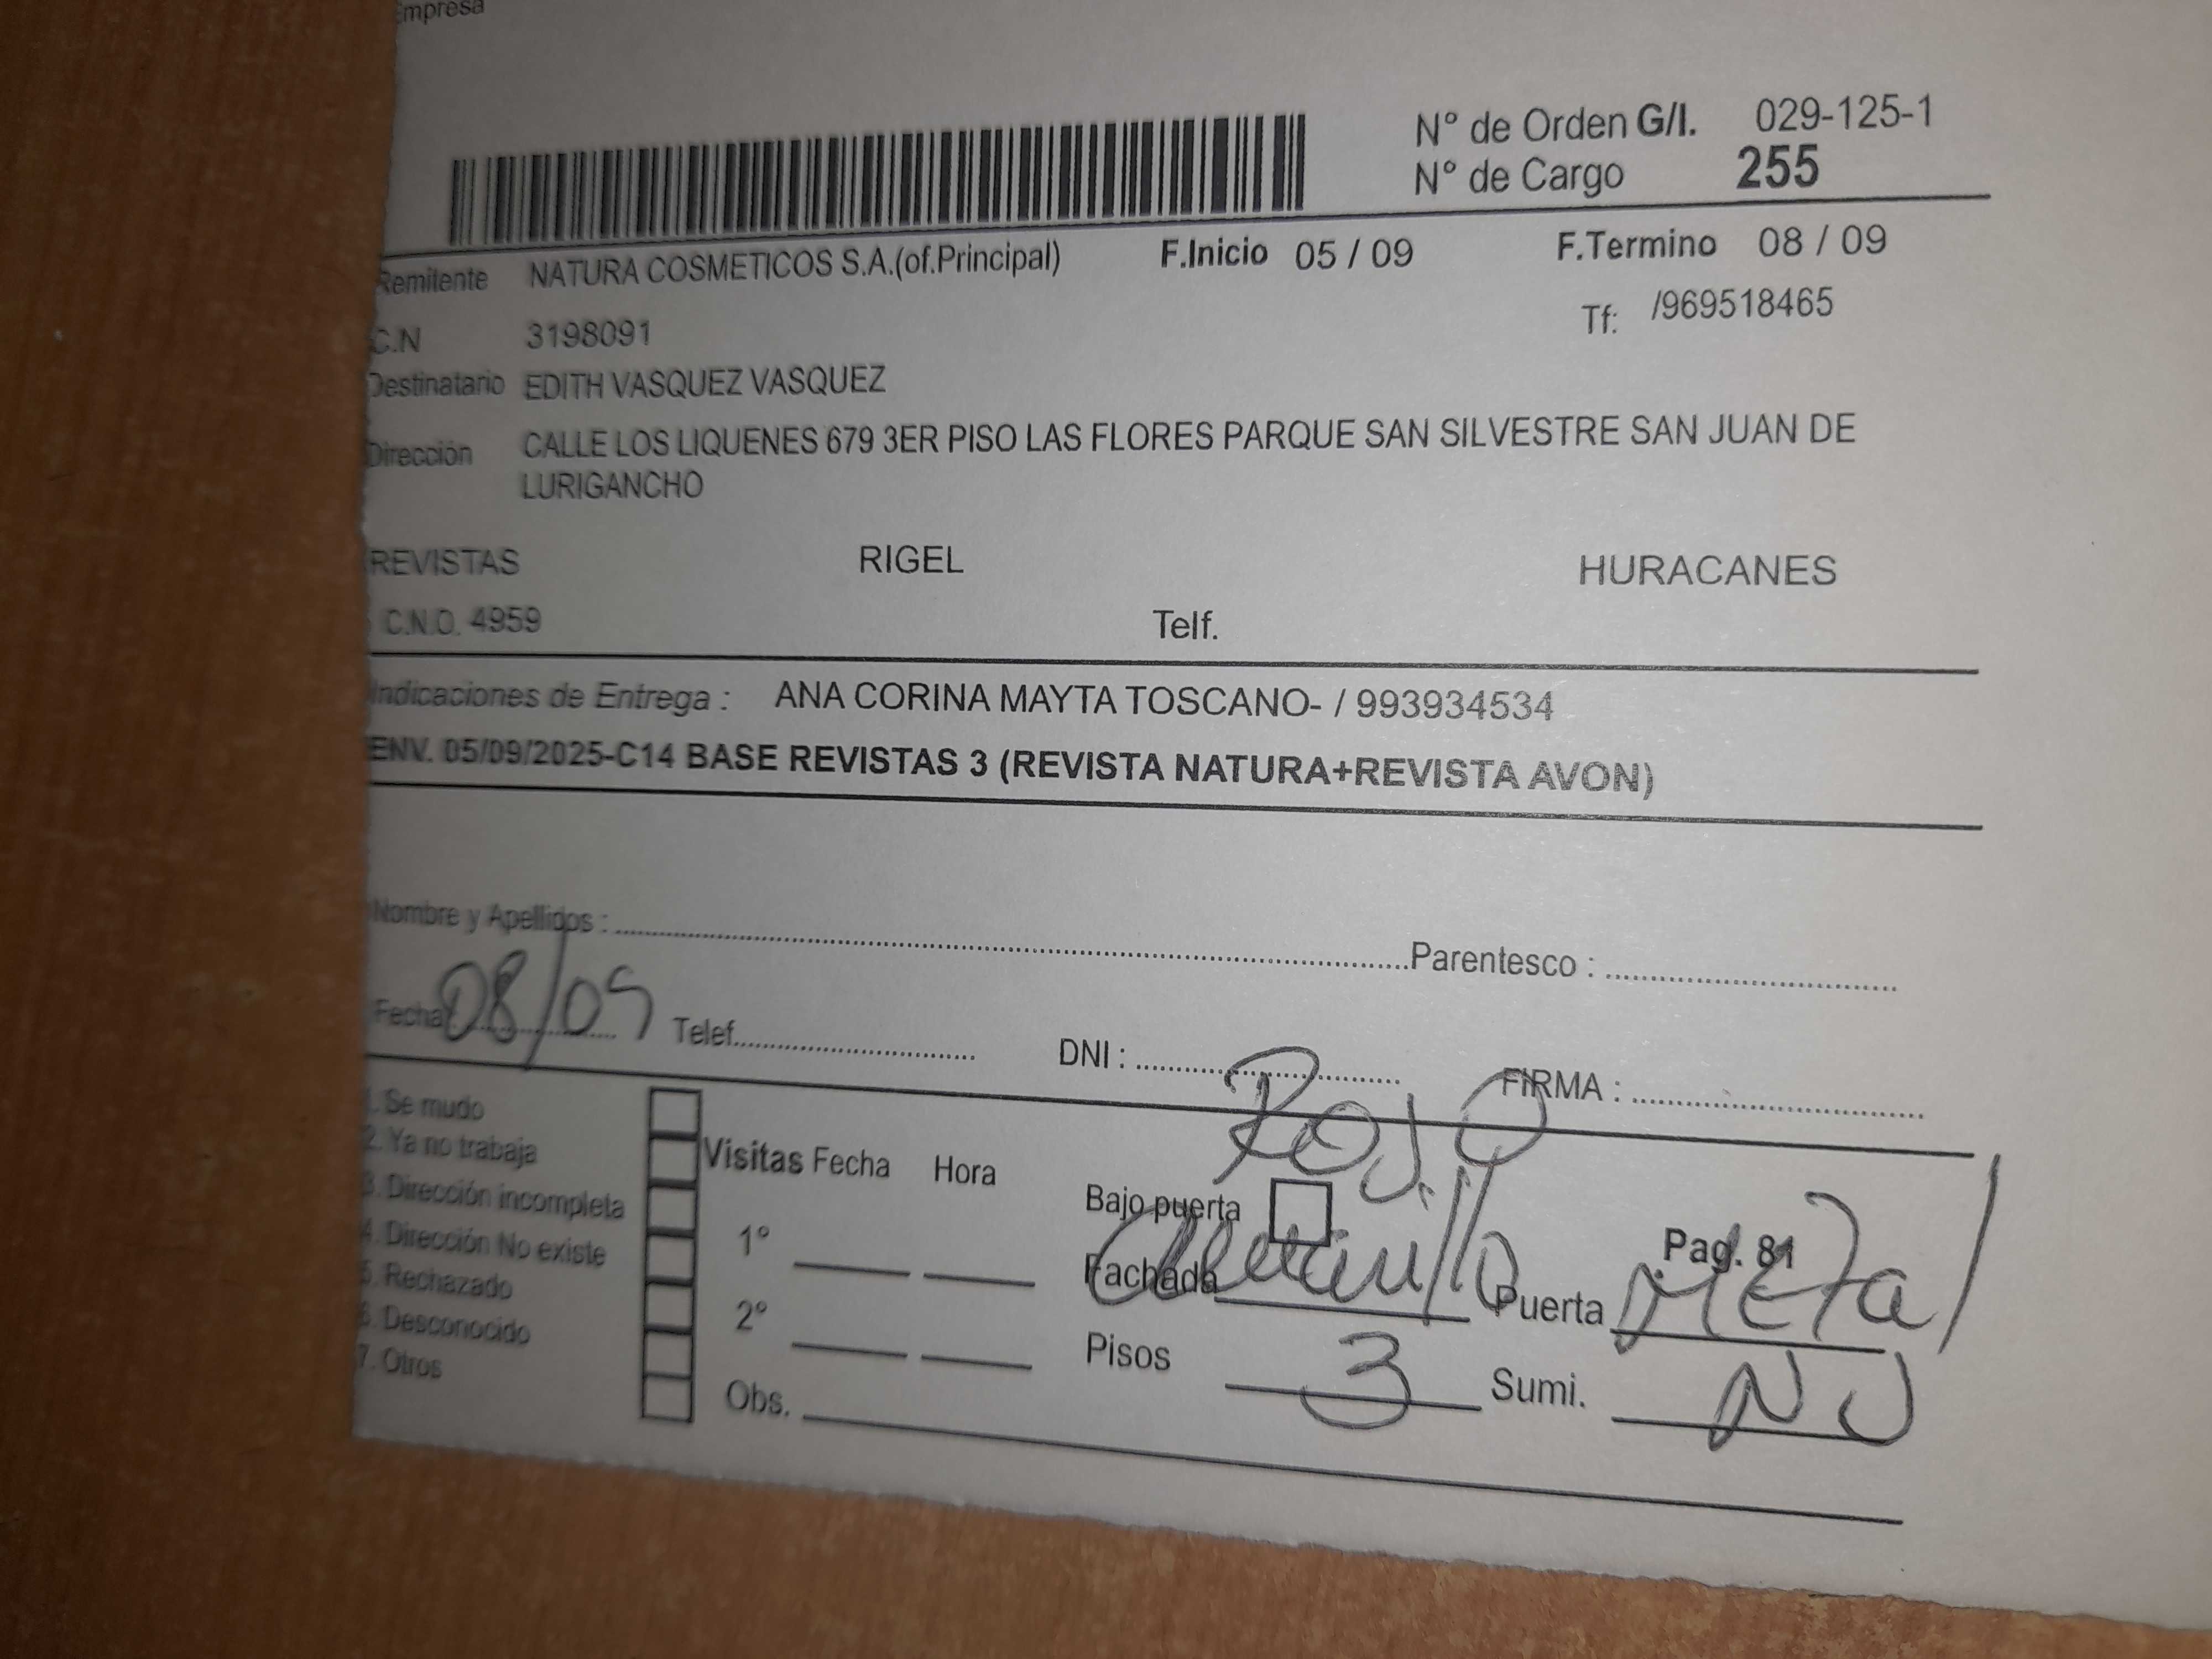 Empresa
N° de Orden G/I. 029-125-1
N° de Cargo 255
Remitente NATURA COSMETICOS S.A.(of.Principal) F.Inicio 05 / 09 F.Termino 08 / 09
C.N 3198091 Tf: /969518465
Destinatario EDITH VASQUEZ VASQUEZ
Dirección CALLE LOS LIQUENES 679 3ER PISO LAS FLORES PARQUE SAN SILVESTRE SAN JUAN DE
LURIGANCHO
REVISTAS RIGEL HURACANES
C.N.O. 4959 Telf.
Indicaciones de Entrega : ANA CORINA MAYTA TOSCANO- / 993934534
ENV. 05/09/2025-C14 BASE REVISTAS 3 (REVISTA NATURA+REVISTA AVON)
Nombre y Apellidos : Parentesco :
Fecha 08/09 Telef. DNI : FIRMA :
Rojo
1. Se mudo
2. Ya no trabaja
3. Dirección incompleta
4. Dirección No existe
5. Rechazado
6. Desconocido
7. Otros
Visitas Fecha Hora
1°
2°
Obs.
Bajo puerta Pag. 81
Fachada Puerta Metal
Pisos 3 Sumi.